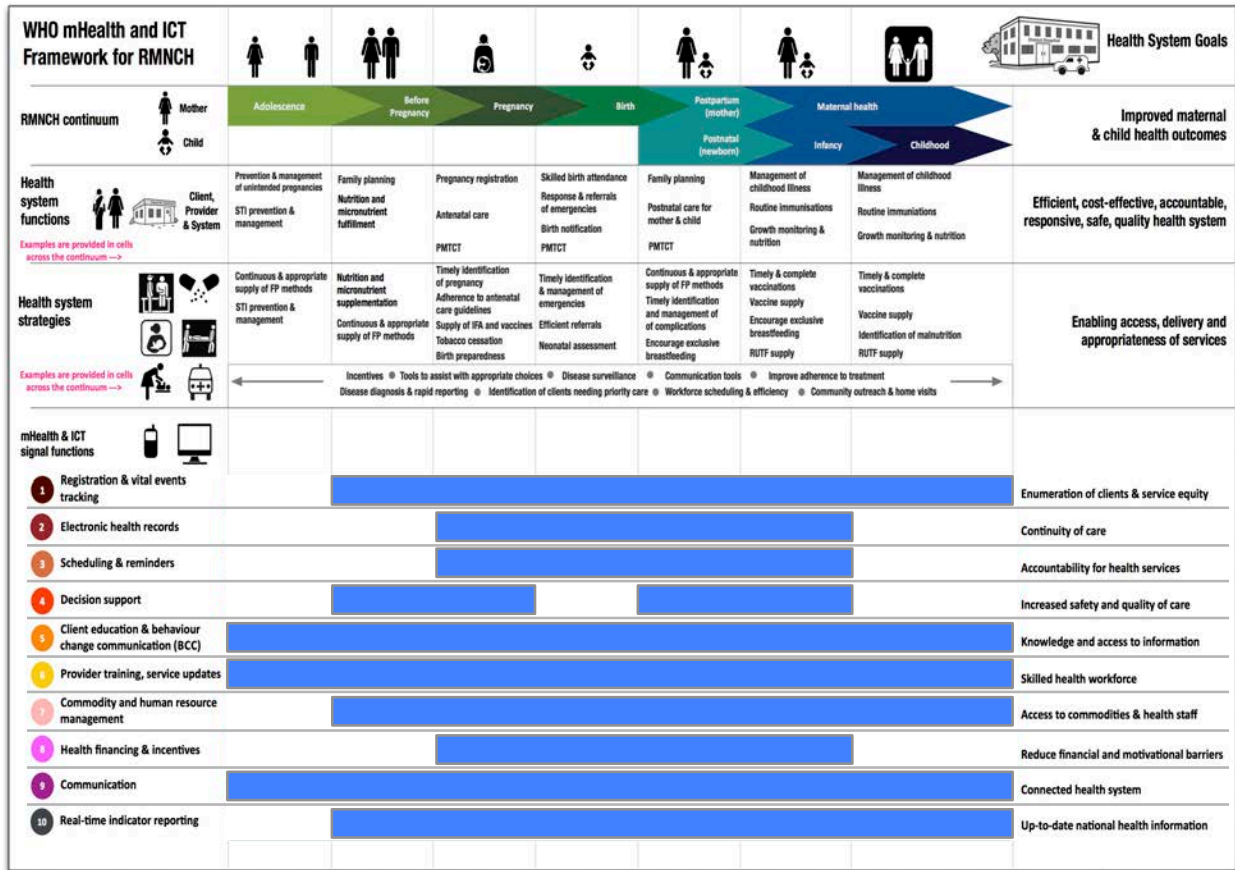 WHO mHealth and ICT
Framework for RMNCH
District Hospital
Health System Goals
RMNCH continuum
Mother
Child
Adolescence
Before
Pregnancy
Pregnancy
Birth
Postpartum
(mother)
Maternal health
Postnatal
(newborn)
Infancy
Childhood
Improved maternal
& child health outcomes
Health
system
functions
Client,
Provider
& System
Examples are provided in cells
across the continuum --->
Prevention & management
of unintended pregnancies
STI prevention &
management
Family planning
Nutrition and
micronutrient
fulfillment
Pregnancy registration
Antenatal care
PMTCT
Skilled birth attendance
Response & referrals
of emergencies
Birth notification
PMTCT
Family planning
Postnatal care for
mother & child
PMTCT
Management of
childhood Illness
Routine immunisations
Growth monitoring &
nutrition
Management of childhood
Illness
Routine immuniations
Growth monitoring & nutrition
Efficient, cost-effective, accountable,
responsive, safe, quality health system
Health system
strategies
Examples are provided in cells
across the continuum --->
Continuous & appropriate
supply of FP methods
STI prevention &
management
Nutrition and
micronutrient
supplementation
Continuous & appropriate
supply of FP methods
Timely identification
of pregnancy
Adherence to antenatal
care guidelines
Supply of IFA and vaccines
Tobacco cessation
Birth preparedness
Timely identification
& management of
emergencies
Efficient referrals
Neonatal assessment
Continuous & appropriate
supply of FP methods
Timely identification
and management of
of complications
Encourage exclusive
breastfeeding
Timely & complete
vaccinations
Vaccine supply
Encourage exclusive
breastfeeding
RUTF supply
Timely & complete
vaccinations
Vaccine supply
Identification of malnutrition
RUTF supply
Enabling access, delivery and
appropriateness of services
Incentives ● Tools to assist with appropriate choices ● Disease surveillance ● Communication tools ● Improve adherence to treatment
Disease diagnosis & rapid reporting ● Identification of clients needing priority care ● Workforce scheduling & efficiency ● Community outreach & home visits
mHealth & ICT
signal functions
1 Registration & vital events
tracking
Enumeration of clients & service equity
2 Electronic health records
Continuity of care
3 Scheduling & reminders
Accountability for health services
4 Decision support
Increased safety and quality of care
5 Client education & behaviour
change communication (BCC)
Knowledge and access to information
6 Provider training, service updates
Skilled health workforce
7 Commodity and human resource
management
Access to commodities & health staff
8 Health financing & incentives
Reduce financial and motivational barriers
9 Communication
Connected health system
10 Real-time indicator reporting
Up-to-date national health information